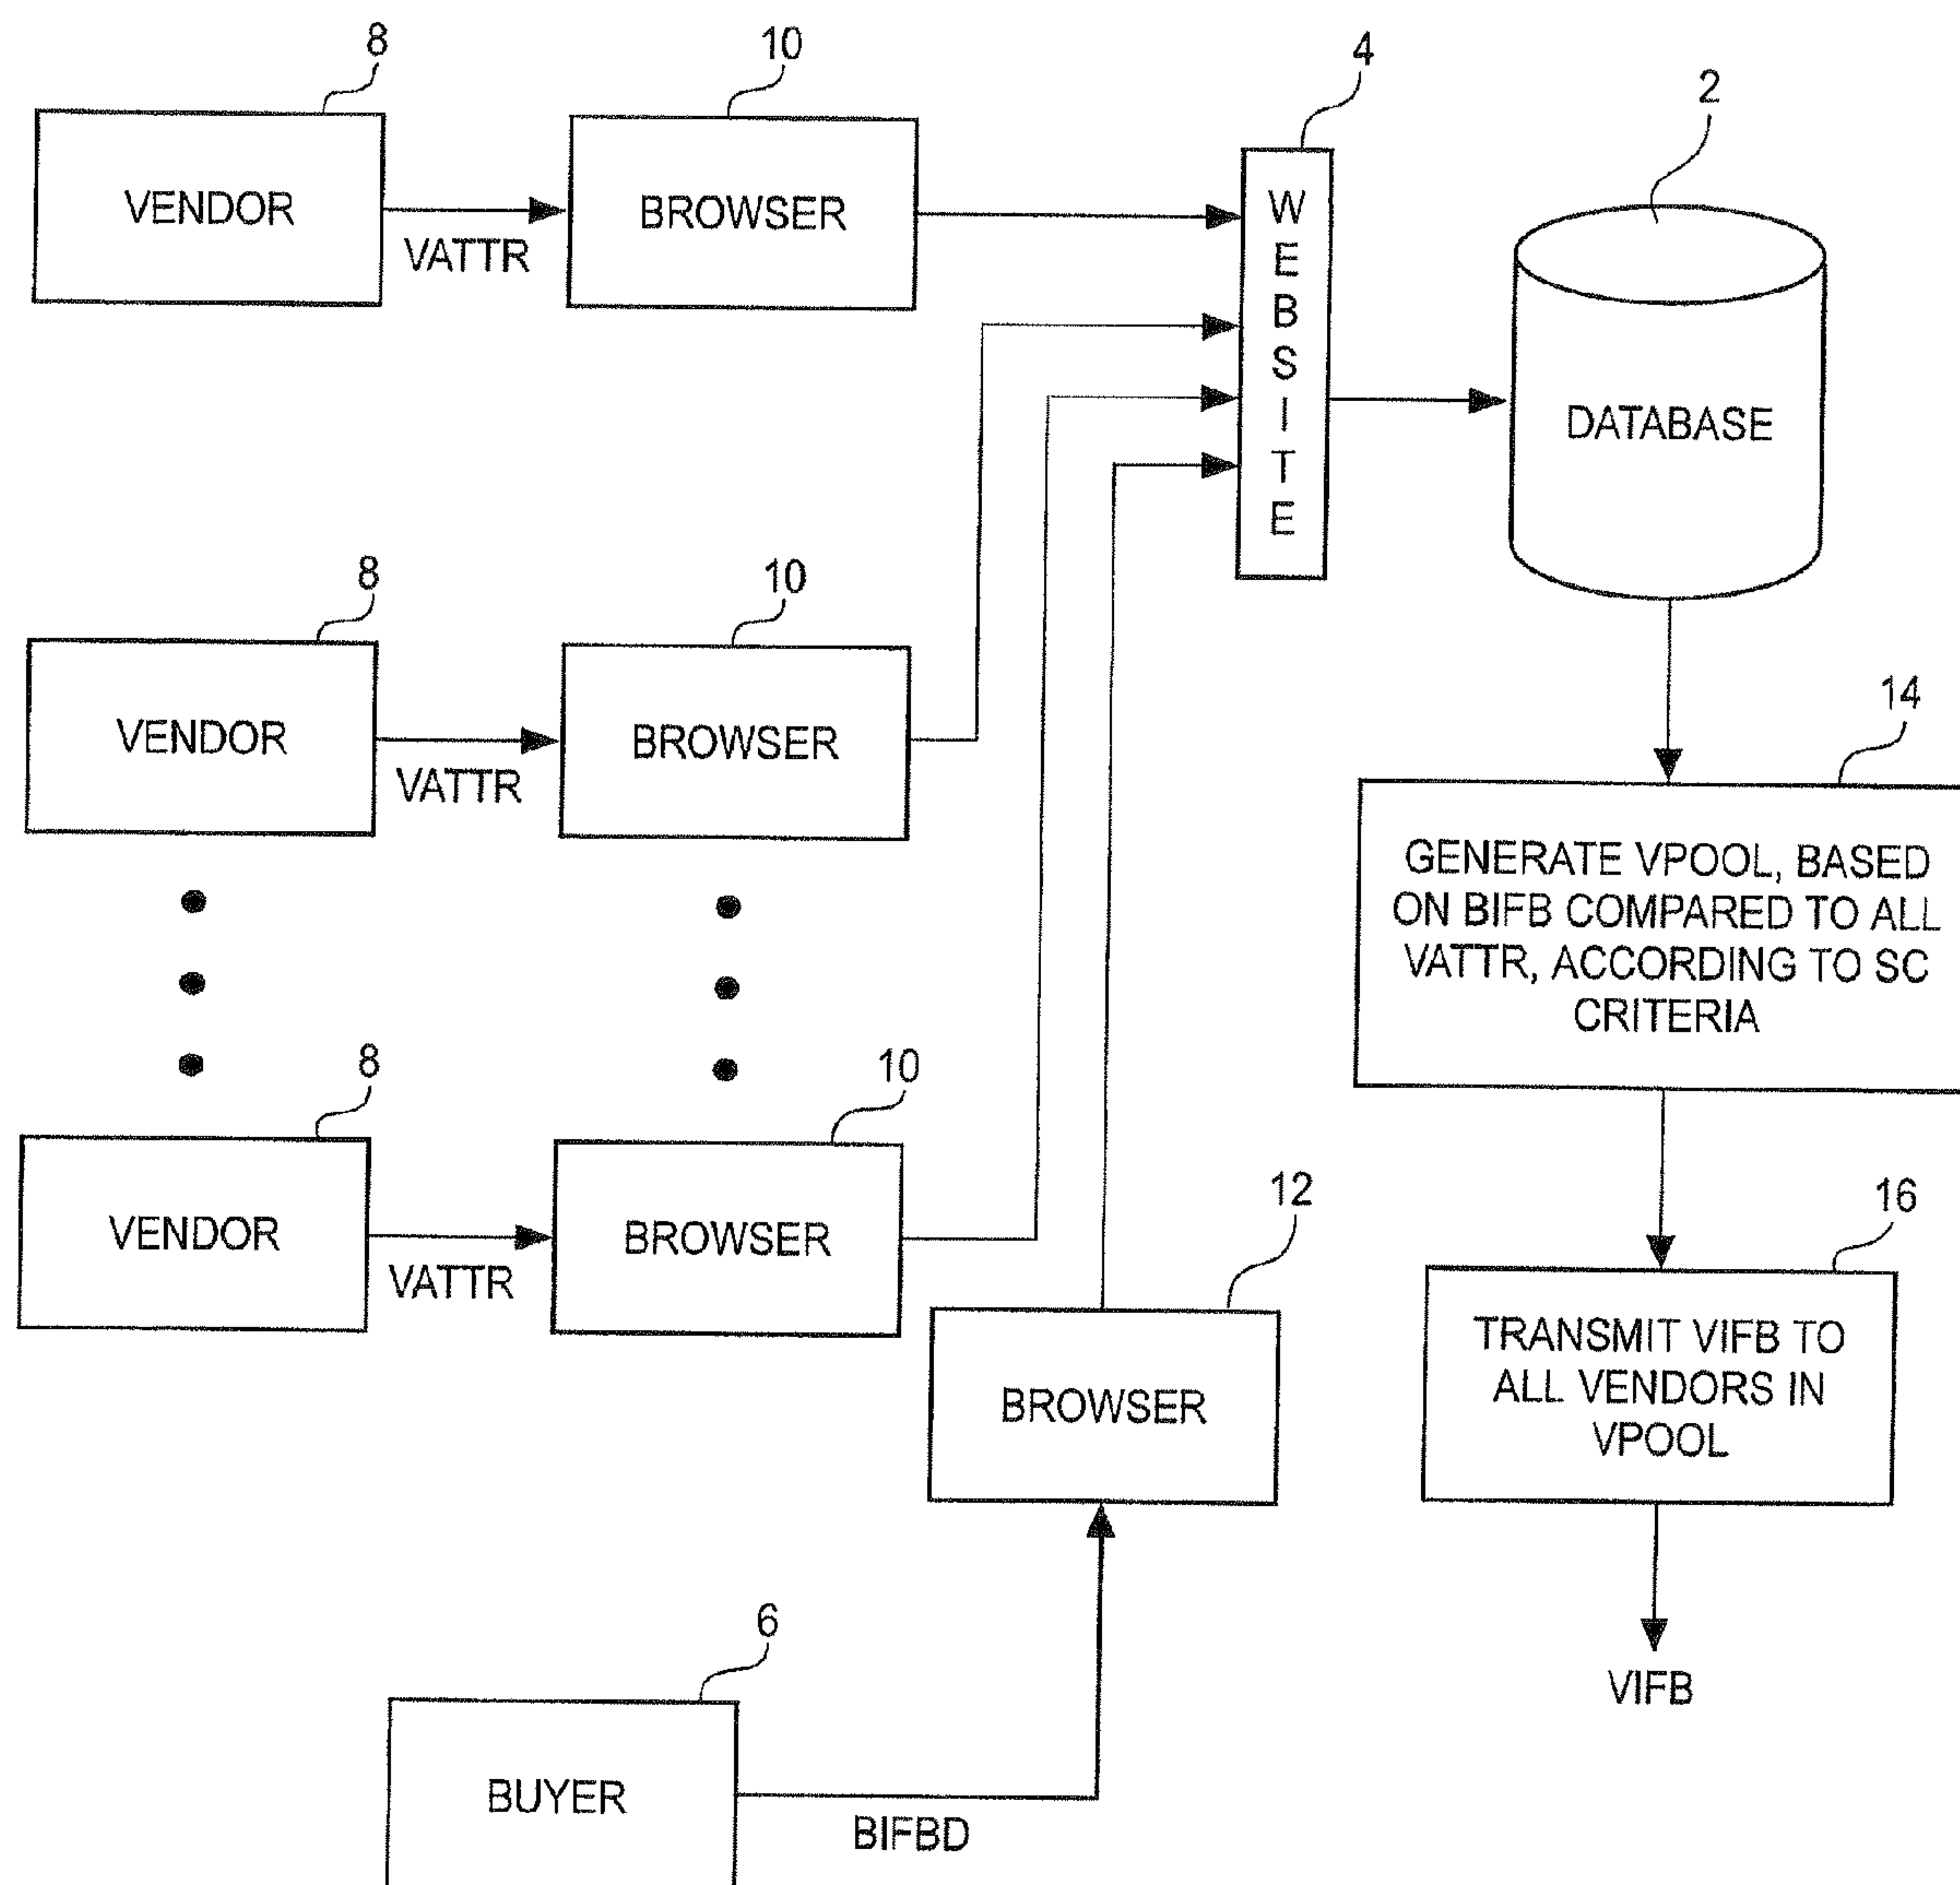 8
10
4
2
VENDOR
VATTR
BROWSER
WEBSITE
DATABASE
8
10
VENDOR
VATTR
BROWSER
14
GENERATE VPOOL, BASED
ON BIFB COMPARED TO ALL
VATTR, ACCORDING TO SC
CRITERIA
8
10
VENDOR
VATTR
BROWSER
12
BROWSER
16
TRANSMIT VIFB TO
ALL VENDORS IN
VPOOL
VIFB
6
BUYER
BIFBD